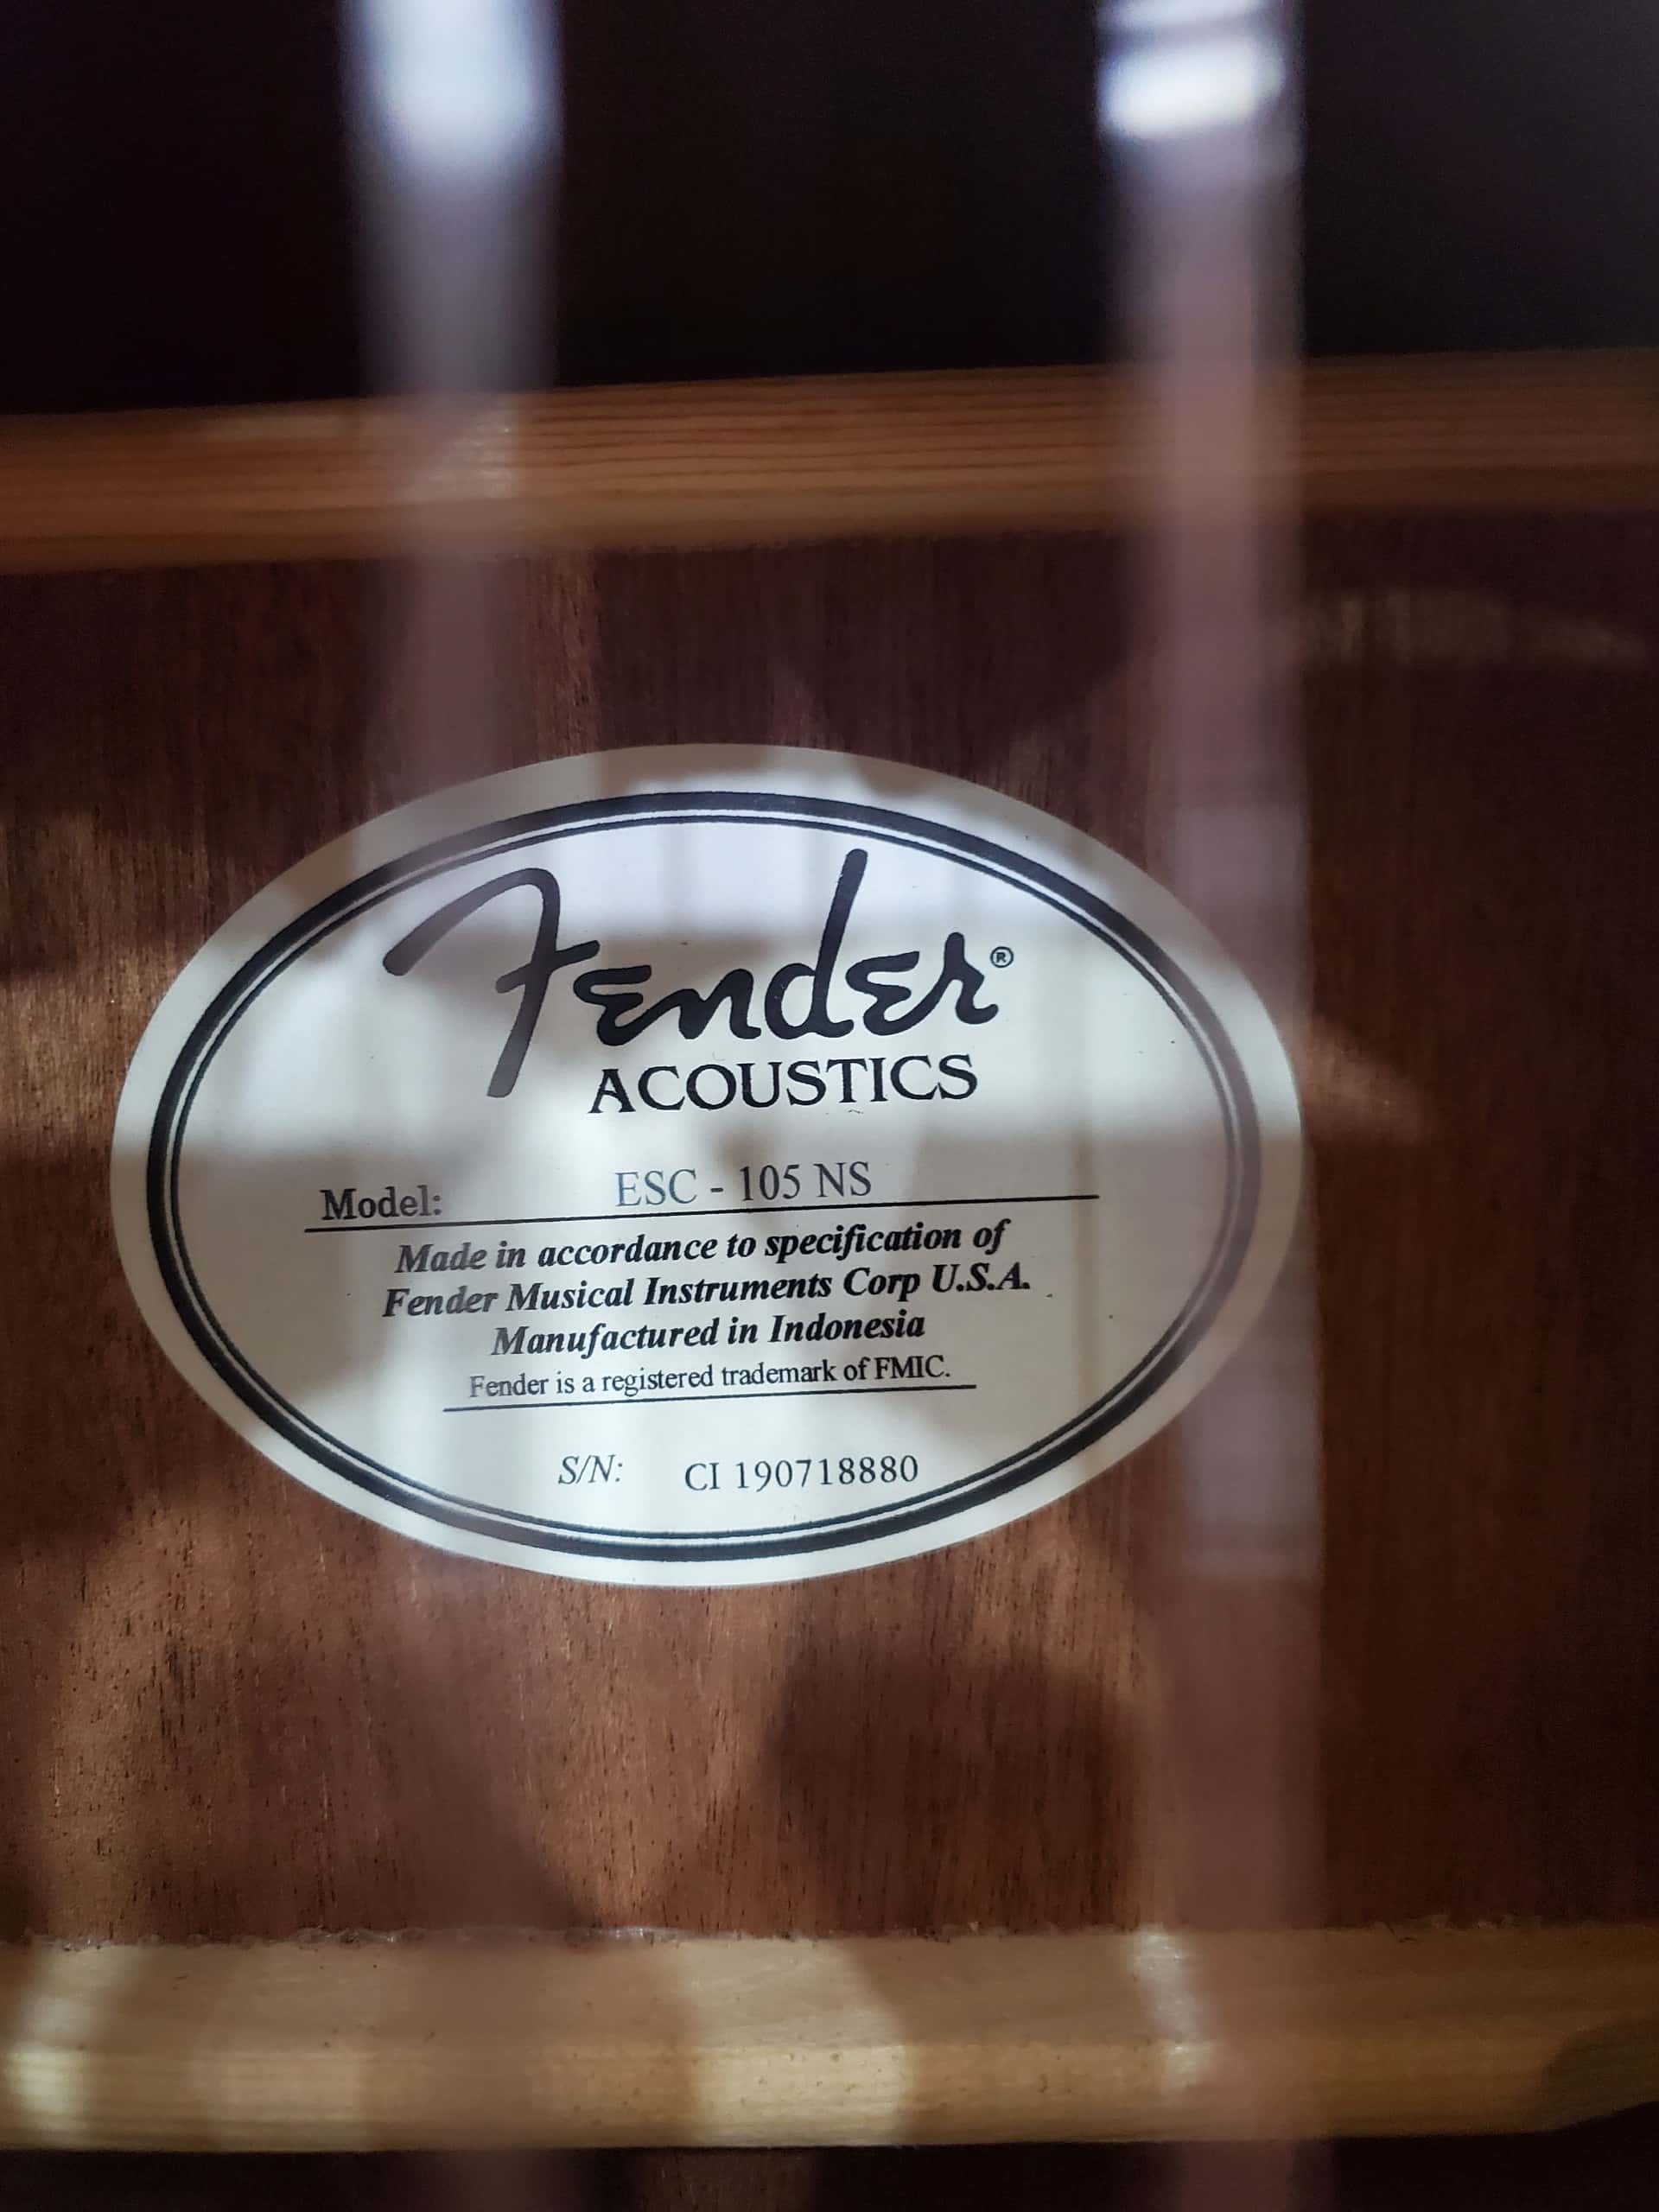 Fender®
ACOUSTICS
Model: ESC - 105 NS
Made in accordance to specification of
Fender Musical Instruments Corp U.S.A.
Manufactured in Indonesia
Fender is a registered trademark of FMIC.
S/N: CI 190718880